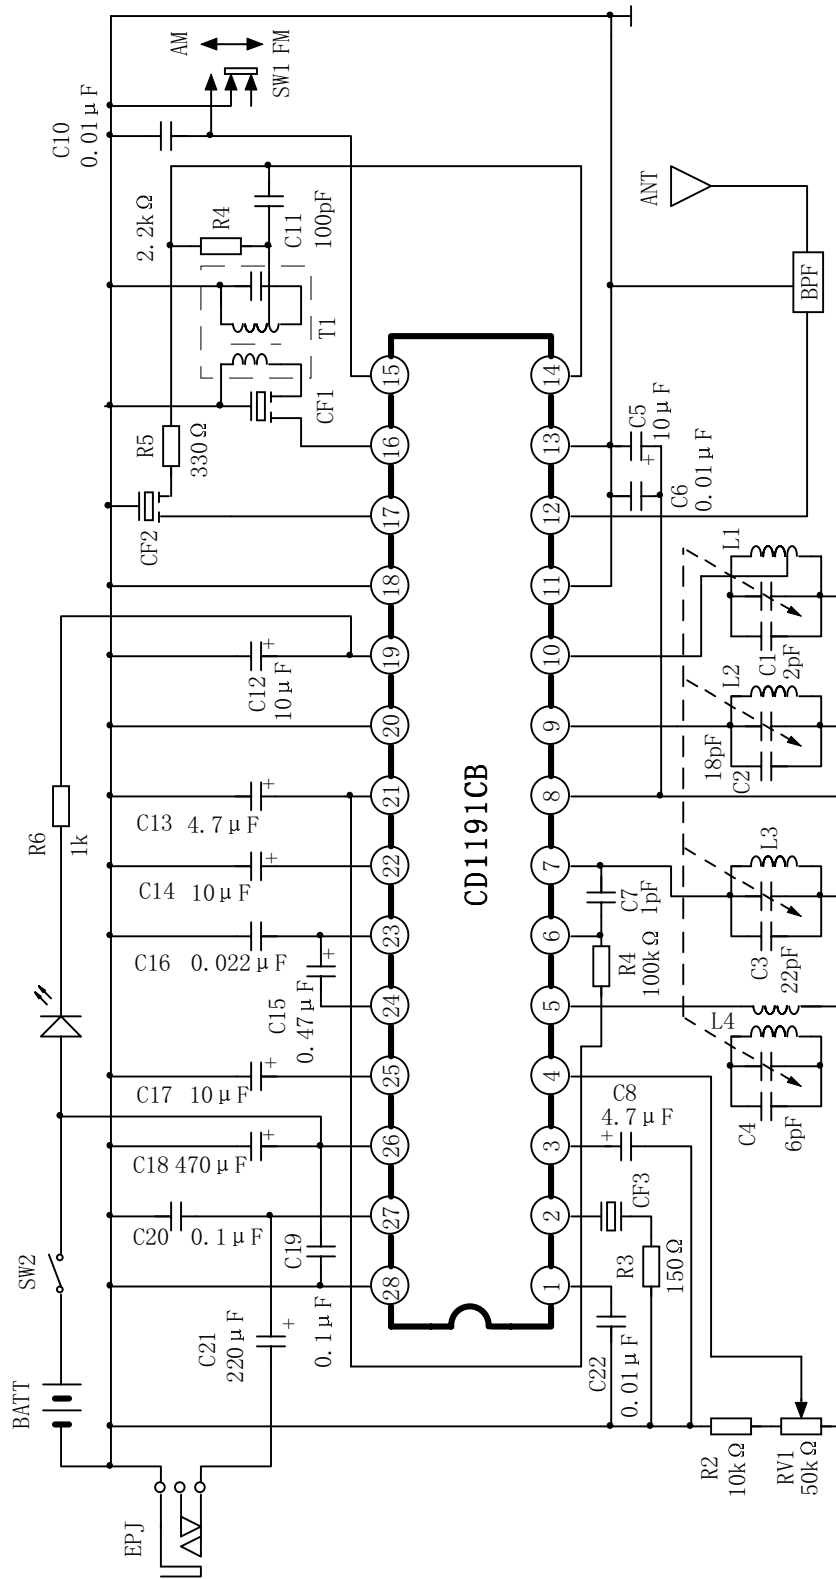 AM
SW1 FM
C10
0.01μF
2.2kΩ
R4
C11
100pF
T1
CF1
R5
330Ω
CF2
C12
10μF
R6
1k
C13 4.7μF
C14 10μF
C16 0.022μF
C15
0.47μF
C17 10μF
C18 470μF
C20 0.1μF
C19
0.1μF
SW2
C21
220μF
BATT
EPJ
15
16
17
18
19
20
21
22
23
24
25
26
27
28
CD1191CB
14
13
12
11
10
9
8
7
6
5
4
3
2
1
ANT
BPF
C5
10μF
+
C6
0.01μF
L1
C1
2pF
L2
18pF
C2
L3
C3
22pF
L4
C4
6pF
C7
1pF
R4
100kΩ
C8
4.7μF
+
CF3
R3
150Ω
C22
0.01μF
R2
10kΩ
RV1
50kΩ
+
+
+
+
+
+
+